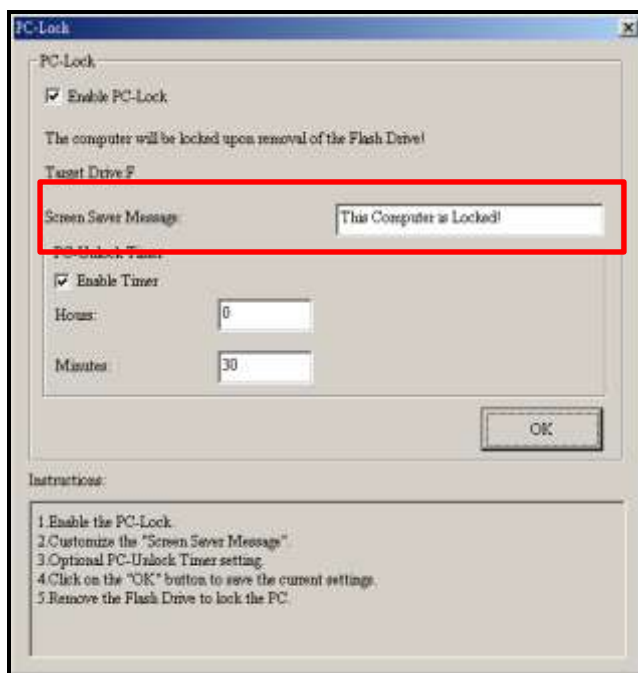 PC-Lock
PC-Lock
Enable PC-Lock
The computer will be locked upon removal of the Flash Drive!
Target Drive:F
Screen Saver Message: This Computer is Locked!
PC-Unlock Timer
Enable Timer
Hours: 0
Minutes: 30
OK
Instructions:
1.Enable the PC-Lock.
2.Customize the "Screen Saver Message".
3.Optional PC-Unlock Timer setting.
4.Click on the "OK" button to save the current settings.
5.Remove the Flash Drive to lock the PC.